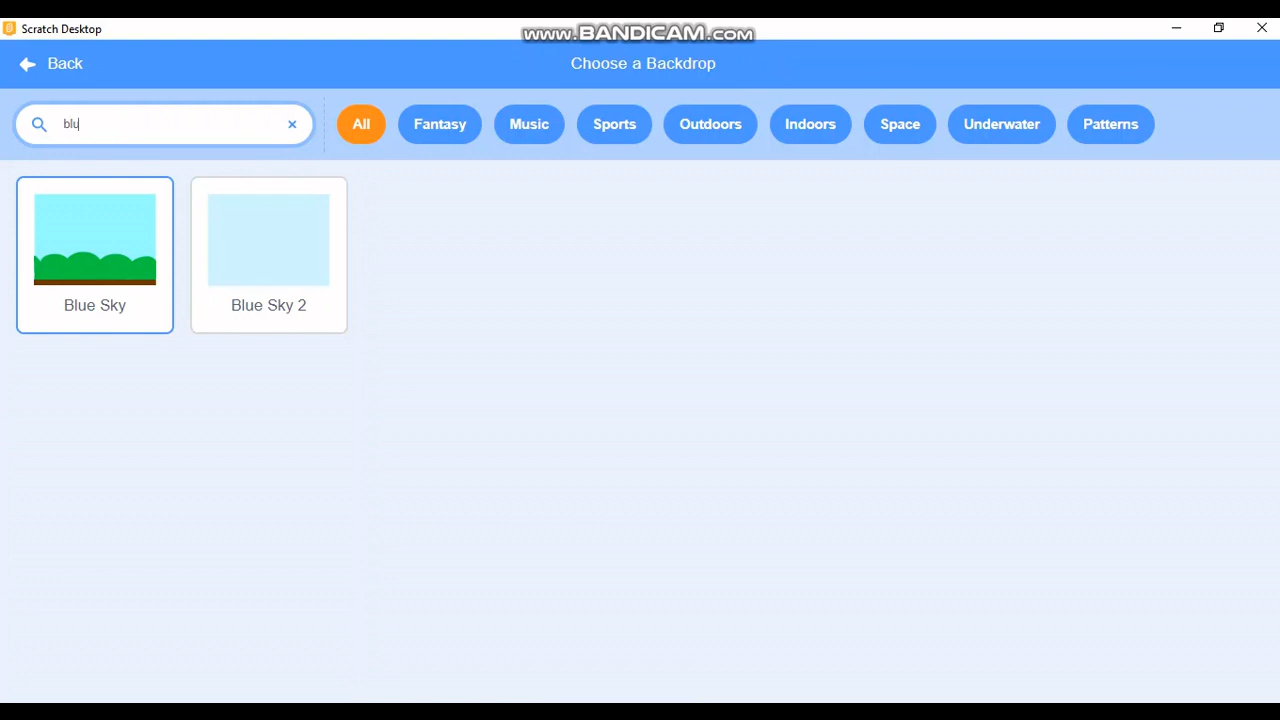 Scratch Desktop
www.BANDICAM.com
Back
Choose a Backdrop
blu
All
Fantasy
Music
Sports
Outdoors
Indoors
Space
Underwater
Patterns
Blue Sky
Blue Sky 2